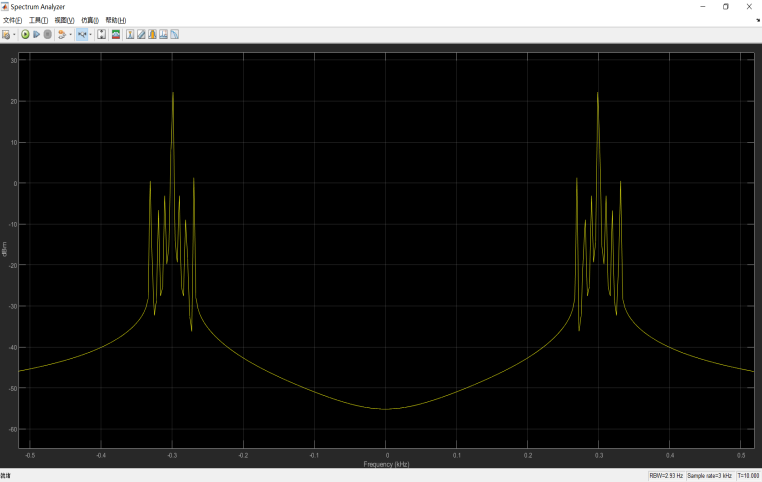 Spectrum Analyzer
文件(F) 工具(T) 视图(V) 仿真(I) 帮助(H)
30
20
10
0
-10
-20
-30
-40
-50
-60
dBm
-0.5 -0.4 -0.3 -0.2 -0.1 0 0.1 0.2 0.3 0.4 0.5
Frequency (kHz)
就绪 RBW=2.93 Hz Sample rate=3 kHz T=10.000